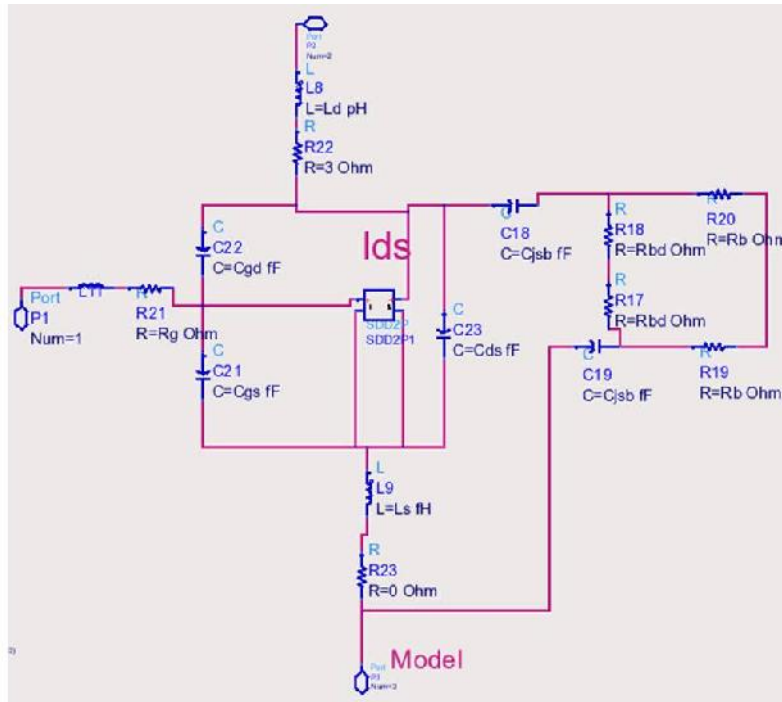 Port
P2
Num=2
L
L8
L=Ld pH
R
R22
R=3 Ohm
C
C22
C=Cgd fF
Ids
C
C18
C=Cjsb fF
R
R18
R=Rbd Ohm
R
R20
R=Rb Ohm
R
R17
R=Rbd Ohm
Port
P1
Num=1
L11
R
R21
R=Rg Ohm
SDD2P
SDD2P1
C
C23
C=Cds fF
C
C21
C=Cgs fF
C
C19
C=Cjsb fF
R
R19
R=Rb Ohm
L
L9
L=Ls fH
R
R23
R=0 Ohm
Model
Port
P3